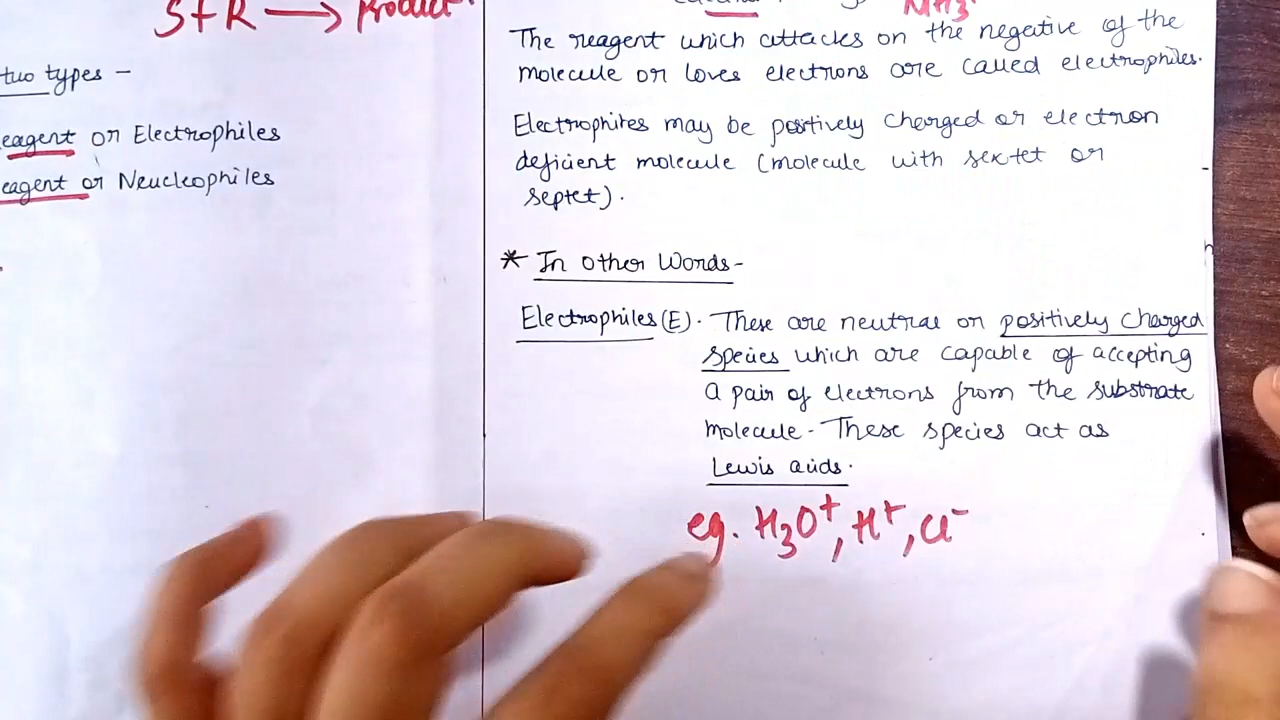 S+R → Product
two types -
eagent or Electrophiles
eagent or Neucleophiles
NH3
The reagent which attacks on the negative of the
molecule or loves electrons are called electrophiles.
Electrophites may be positively charged or electron
deficient molecule (molecule with sextet or
septet).
* In Other Words-
Electrophiles (E). These are neutral or positively charged
species which are capable of accepting
a pair of electrons from the substrate
molecule. These species act as
Lewis acids.
eg. H3O+, H+, Cl-